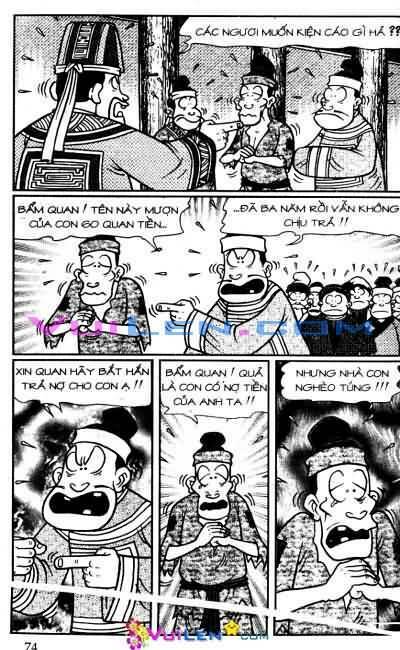 CÁC NGƯƠI MUỐN KIỆN CÁO GÌ HẢ ??
BẨM QUAN ! TÊN NÀY MƯỢN
CỦA CON 60 QUAN TIỀN...
...ĐÃ BA NĂM RỒI VẪN KHÔNG
CHỊU TRẢ !!
VUILEN.COM
XIN QUAN HÃY BẮT HẮN
TRẢ NỢ CHO CON Ạ !!
BẨM QUAN ! QUẢ
LÀ CON CÓ NỢ TIỀN
CỦA ANH TA !
NHƯNG NHÀ CON
NGHÈO TÚNG !!!
74
VUILEN.COM